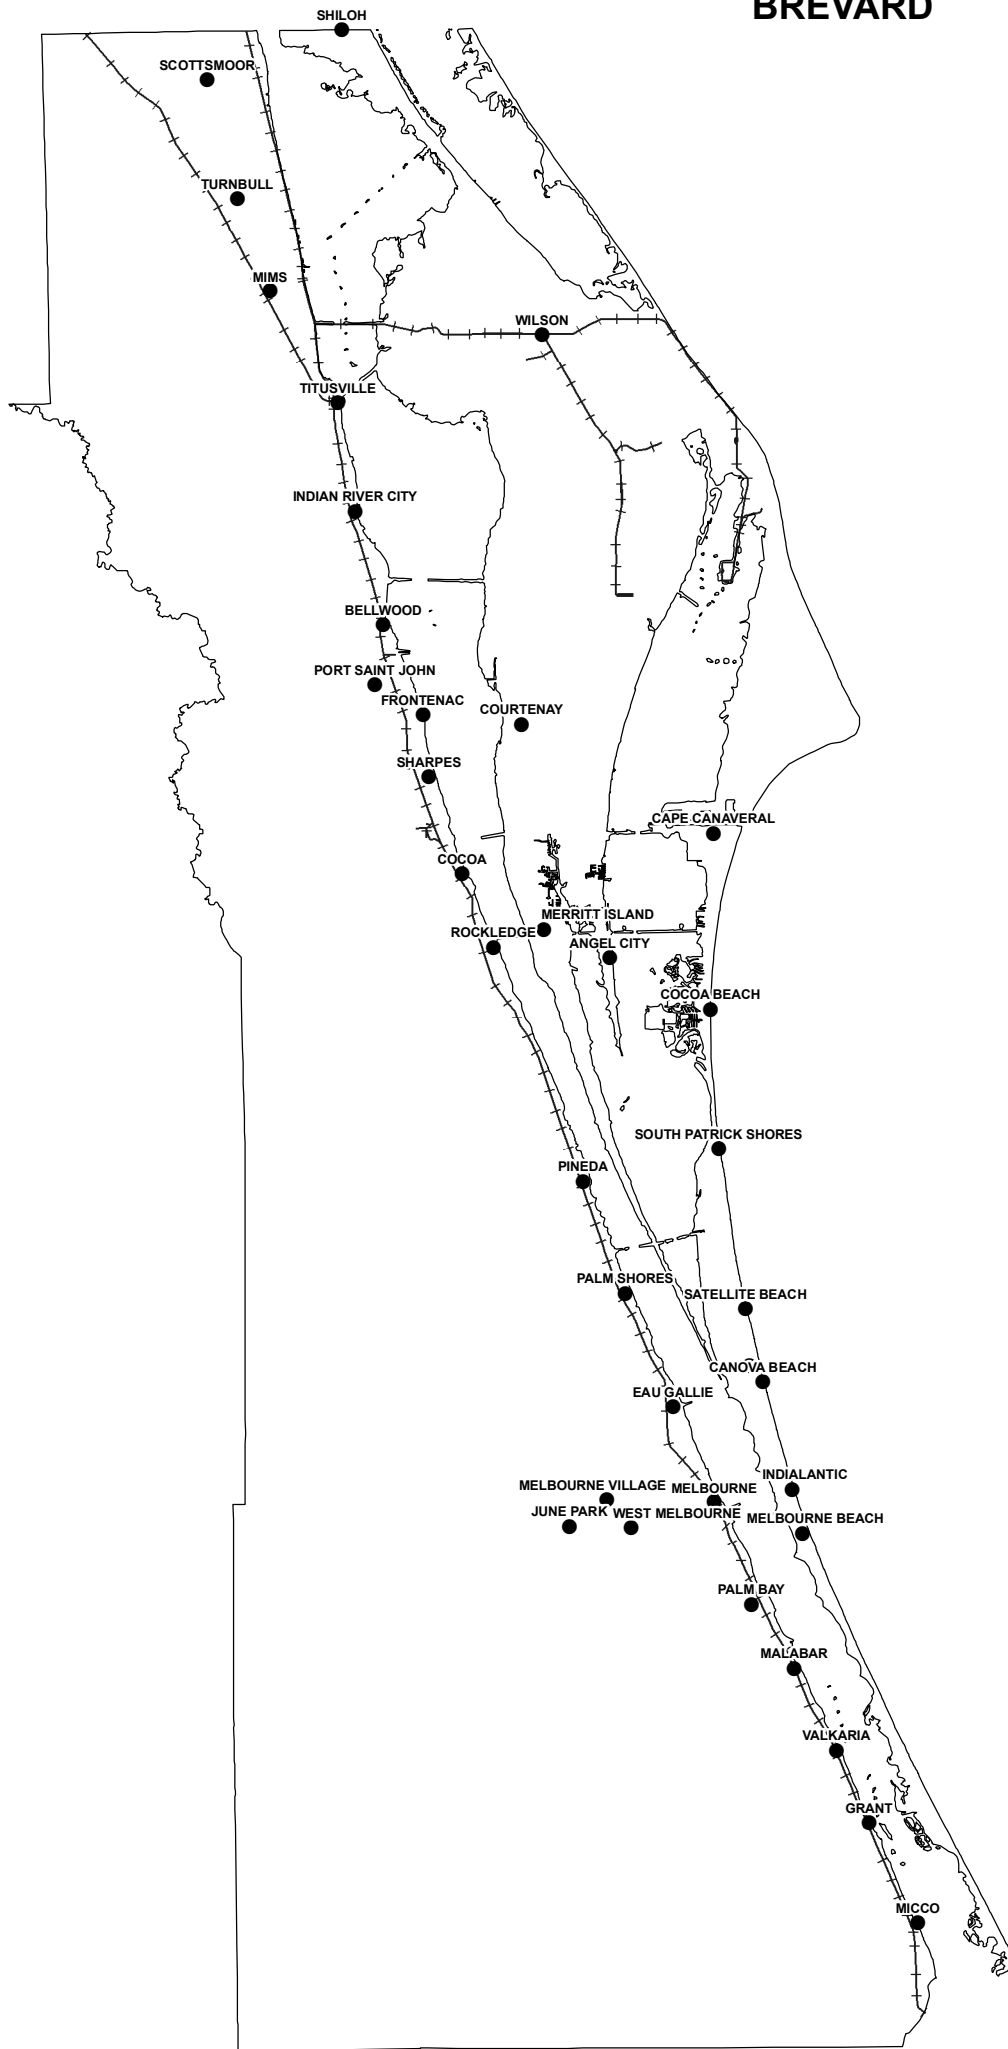 BREVARD
SHILOH
SCOTTSMOOR
TURNBULL
MIMS
WILSON
TITUSVILLE
INDIAN RIVER CITY
BELLWOOD
PORT SAINT JOHN
FRONTENAC
COURTENAY
SHARPES
CAPE CANAVERAL
COCOA
MERRITT ISLAND
ROCKLEDGE
ANGEL CITY
COCOA BEACH
SOUTH PATRICK SHORES
PINEDA
PALM SHORES
SATELLITE BEACH
CANOVA BEACH
EAU GALLIE
INDIALANTIC
MELBOURNE VILLAGE
MELBOURNE
JUNE PARK
WEST MELBOURNE
MELBOURNE BEACH
PALM BAY
MALABAR
VALKARIA
GRANT
MICCO